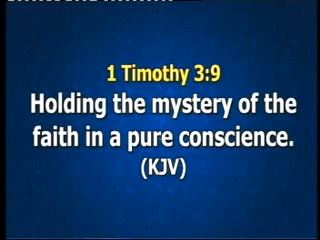 1 Timothy 3:9
Holding the mystery of the
faith in a pure conscience.
(KJV)